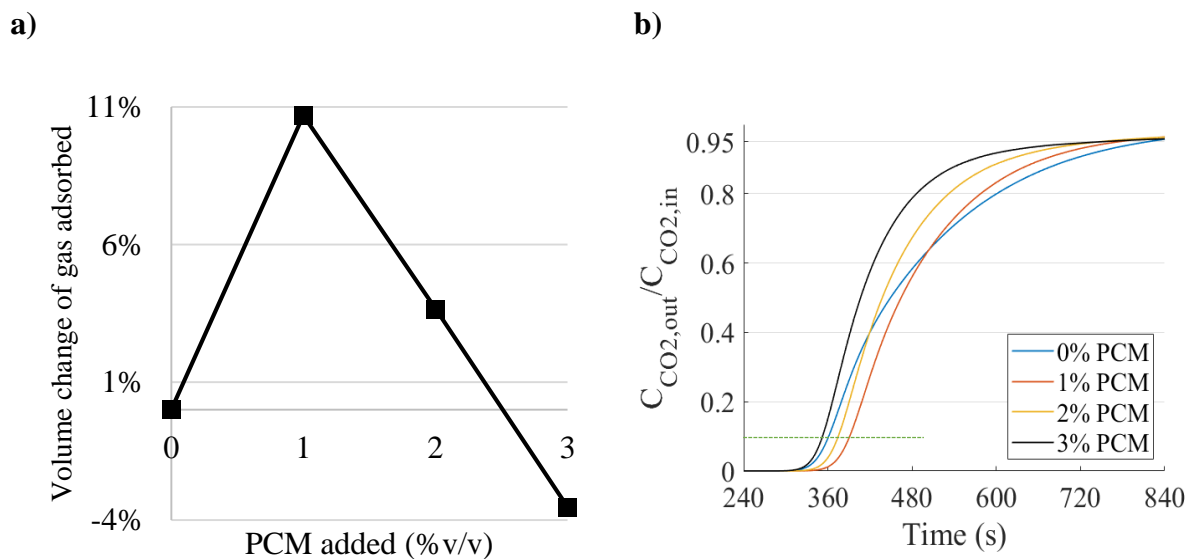 a)
Volume change of gas adsorbed
11%
6%
1%
-4%
0
1
2
3
PCM added (%v/v)
b)
C_CO2,out/C_CO2,in
0.95
0.8
0.6
0.4
0.2
0
240
360
480
600
720
840
Time (s)
0% PCM
1% PCM
2% PCM
3% PCM